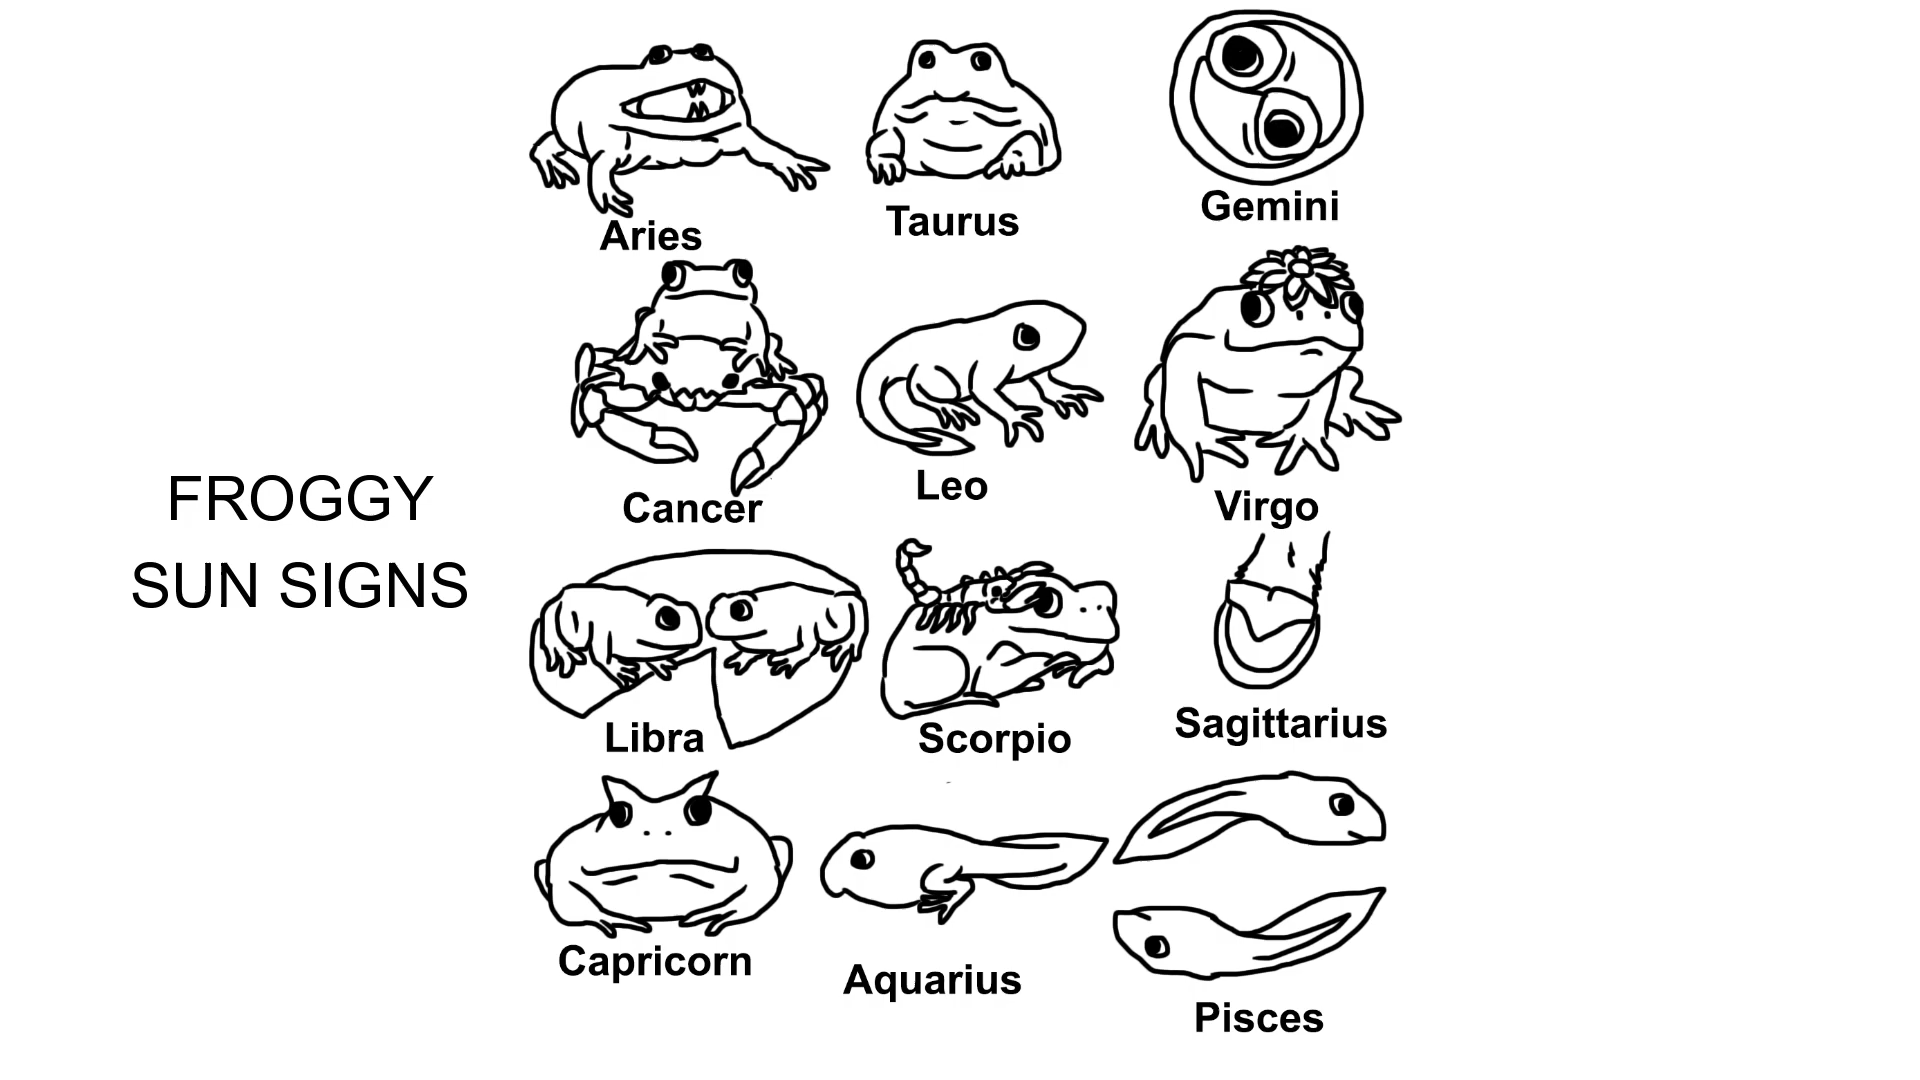 FROGGY
SUN SIGNS
Aries
Taurus
Gemini
Cancer
Leo
Virgo
Libra
Scorpio
Sagittarius
Capricorn
Aquarius
Pisces